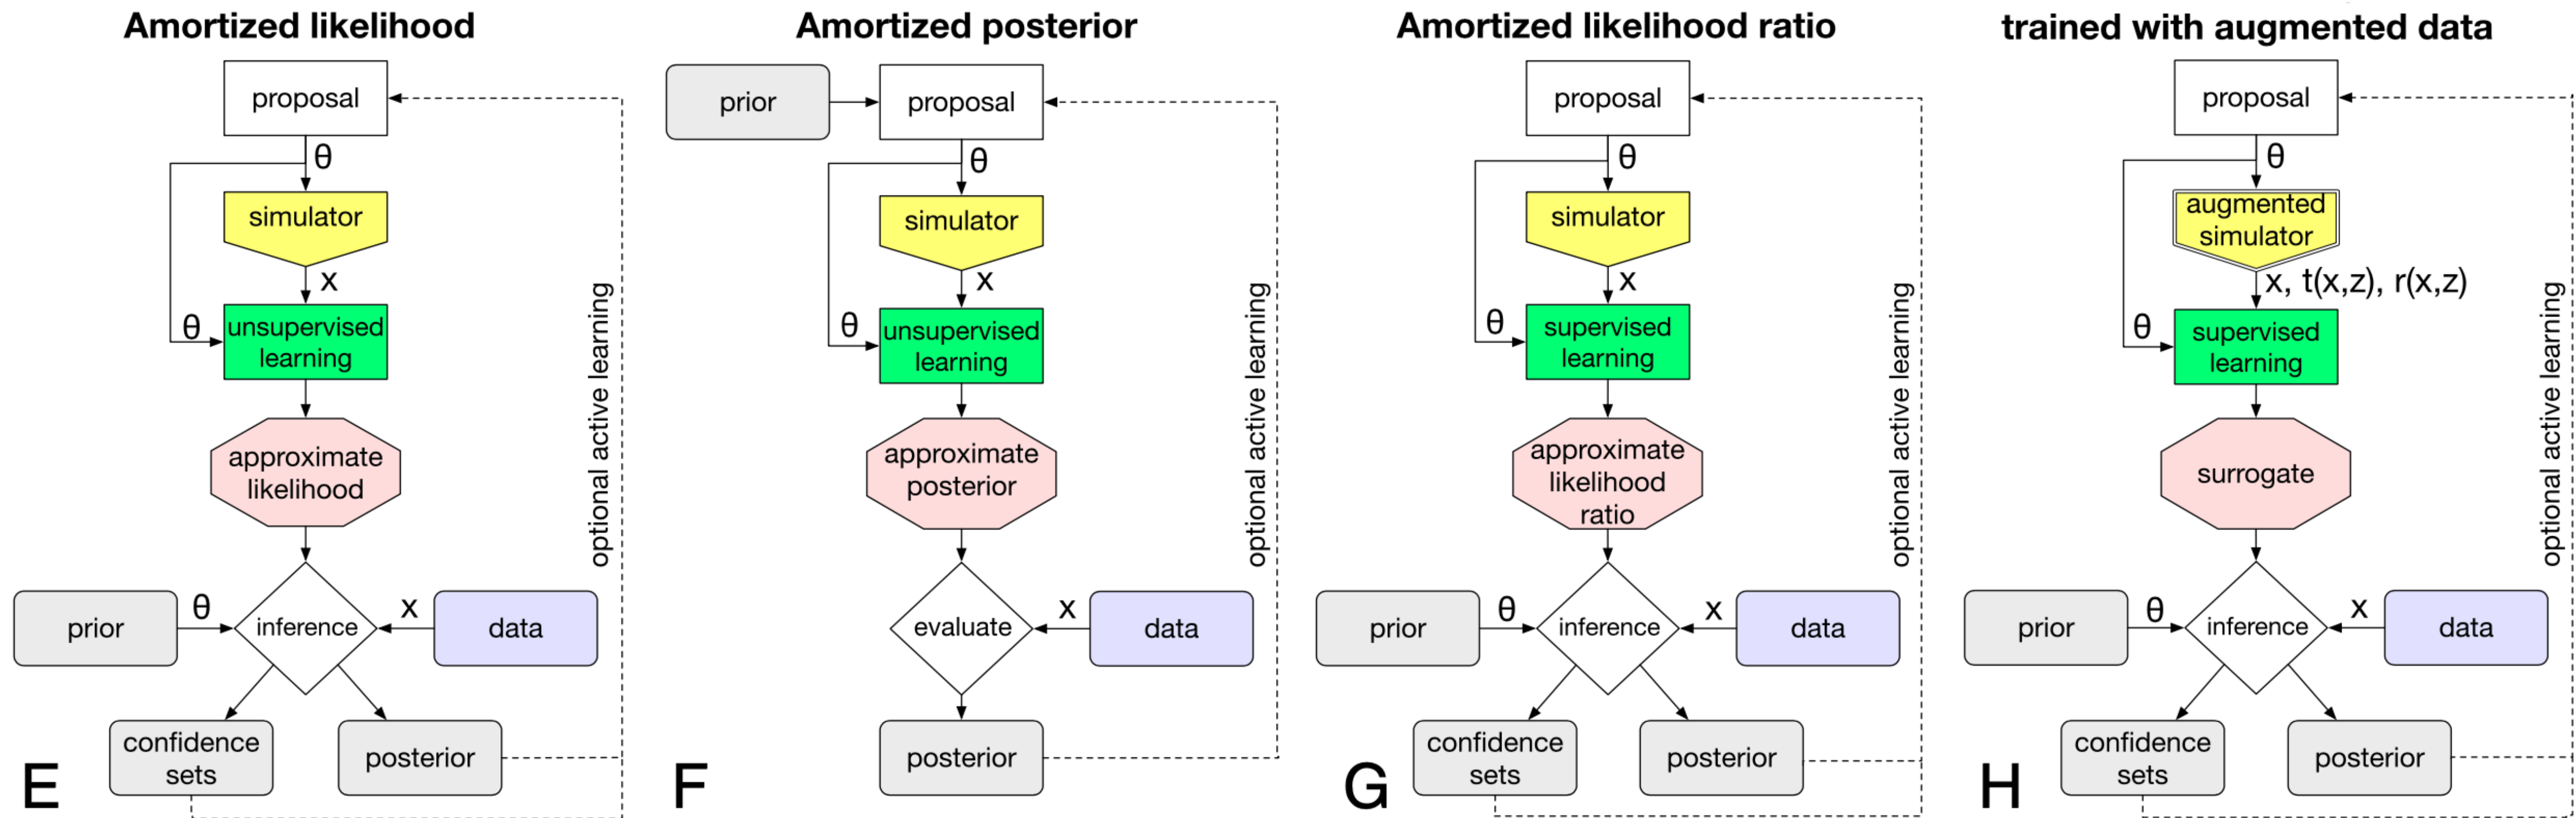 Amortized likelihood
proposal
θ
simulator
x
θ
unsupervised
learning
approximate
likelihood
prior
θ
inference
x
data
confidence
sets
posterior
optional active learning
E
Amortized posterior
prior
proposal
θ
simulator
x
θ
unsupervised
learning
approximate
posterior
evaluate
x
data
posterior
optional active learning
F
Amortized likelihood ratio
proposal
θ
simulator
x
θ
supervised
learning
approximate
likelihood
ratio
prior
θ
inference
x
data
confidence
sets
posterior
optional active learning
G
trained with augmented data
proposal
θ
augmented
simulator
x, t(x,z), r(x,z)
θ
supervised
learning
surrogate
prior
θ
inference
x
data
confidence
sets
posterior
optional active learning
H